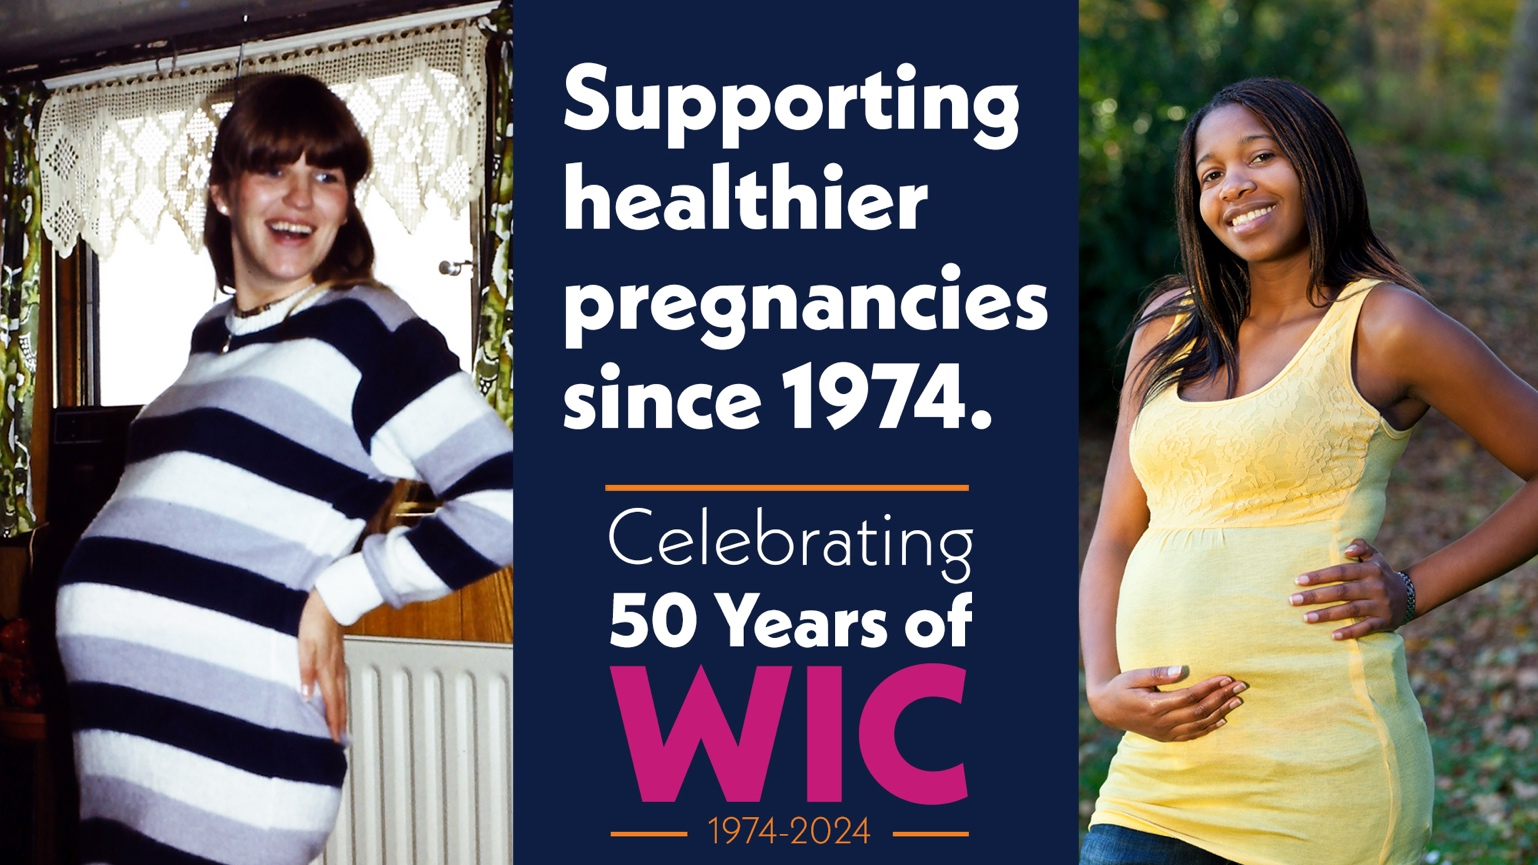 Supporting
healthier
pregnancies
since 1974.
Celebrating
50 Years of
WIC
1974-2024